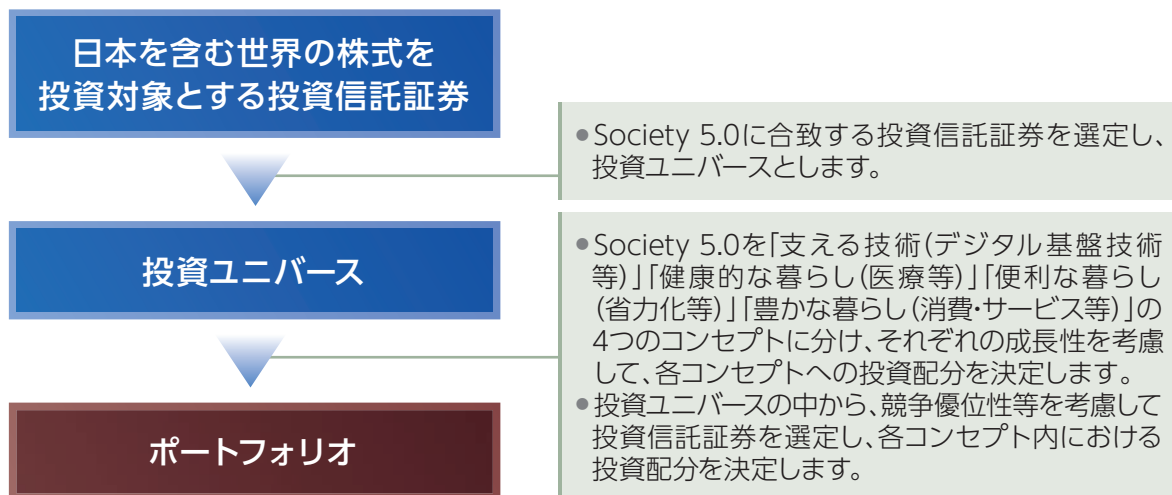 日本を含む世界の株式を
投資対象とする投資信託証券
●Society 5.0に合致する投資信託証券を選定し、
投資ユニバースとします。
投資ユニバース
●Society 5.0を「支える技術(デジタル基盤技術
等)」「健康的な暮らし(医療等)」「便利な暮らし
(省力化等)」「豊かな暮らし(消費・サービス等)」の
4つのコンセプトに分け、それぞれの成長性を考慮
して、各コンセプトへの投資配分を決定します。
●投資ユニバースの中から、競争優位性等を考慮して
投資信託証券を選定し、各コンセプト内における
投資配分を決定します。
ポートフォリオ